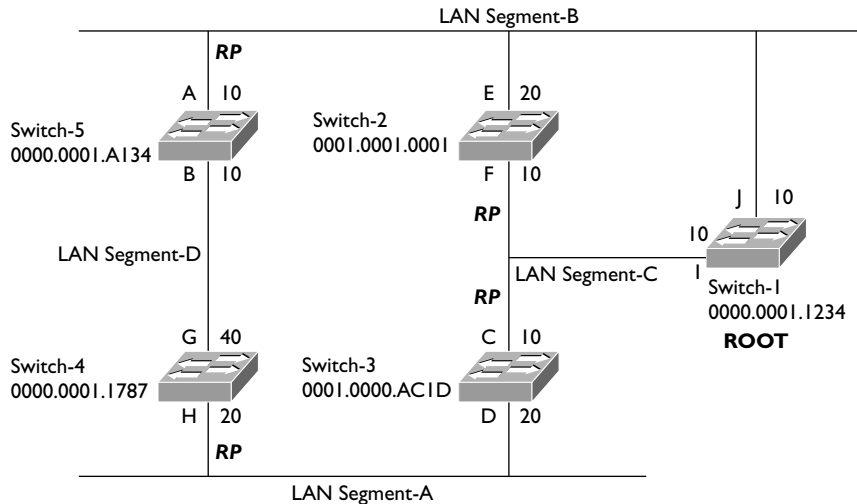 LAN Segment-B
RP
A 10
E 20
Switch-5
0000.0001.A134
Switch-2
0001.0001.0001
B 10
F 10
RP
J 10
10
LAN Segment-D
LAN Segment-C
I
RP
Switch-1
0000.0001.1234
ROOT
G 40
C 10
Switch-4
0000.0001.1787
Switch-3
0001.0000.AC1D
H 20
D 20
RP
LAN Segment-A